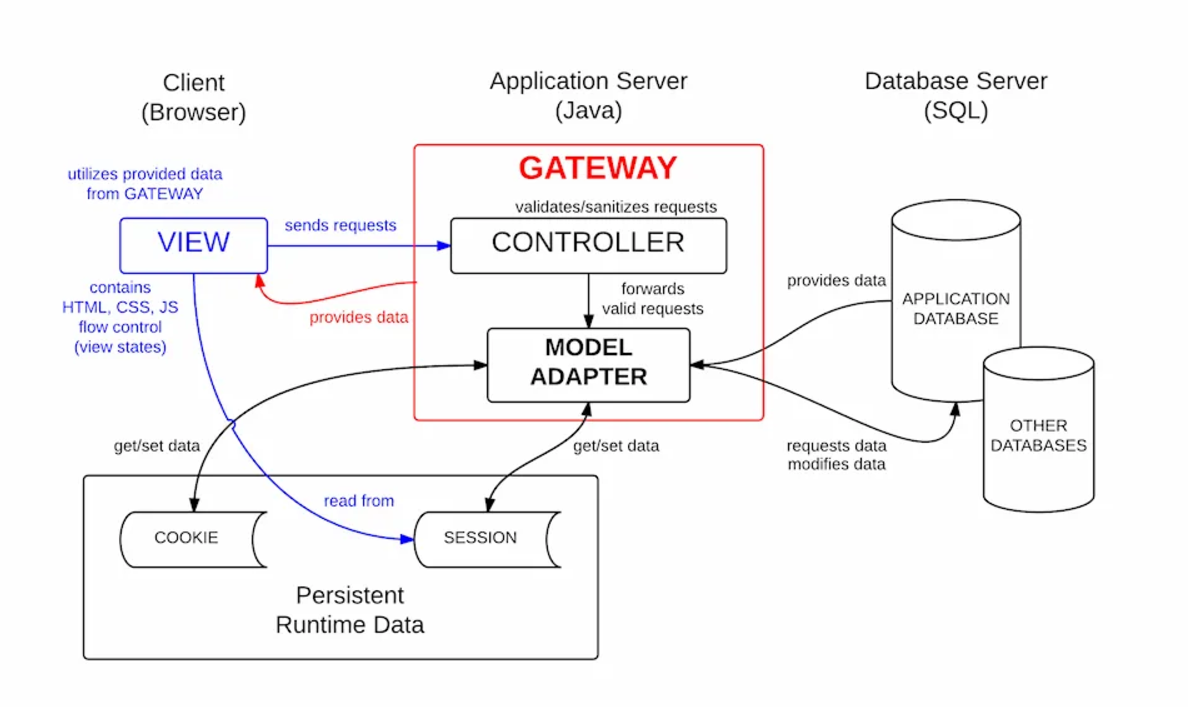 Client
(Browser)
Application Server
(Java)
Database Server
(SQL)
utilizes provided data
from GATEWAY
VIEW
contains
HTML, CSS, JS
flow control
(view states)
sends requests
provides data
GATEWAY
validates/sanitizes requests
CONTROLLER
forwards
valid requests
MODEL
ADAPTER
provides data
APPLICATION
DATABASE
OTHER
DATABASES
requests data
modifies data
get/set data
get/set data
read from
COOKIE
SESSION
Persistent
Runtime Data